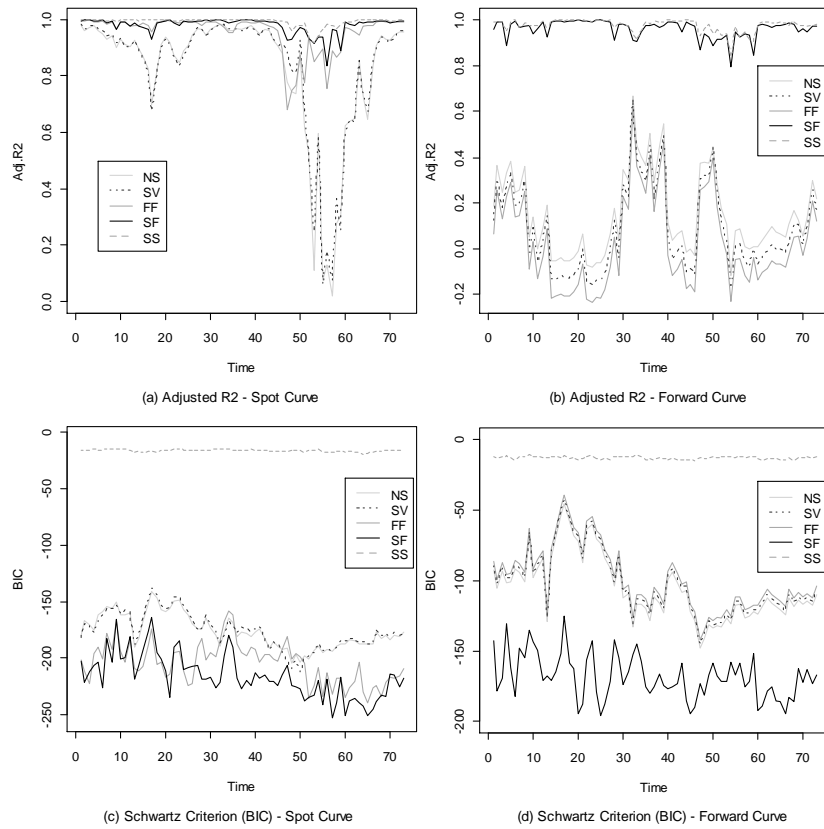 1.0
0.8
0.6
0.4
0.2
0.0
Adj.R2
NS
SV
FF
SF
SS
0 10 20 30 40 50 60 70
Time
(a) Adjusted R2 - Spot Curve
1.0
0.8
0.6
0.4
0.2
0.0
-0.2
Adj.R2
NS
SV
FF
SF
SS
0 10 20 30 40 50 60 70
Time
(b) Adjusted R2 - Forward Curve
0
-50
-100
-150
-200
-250
BIC
NS
SV
FF
SF
SS
0 10 20 30 40 50 60 70
Time
(c) Schwartz Criterion (BIC) - Spot Curve
0
-50
-100
-150
-200
BIC
NS
SV
FF
SF
SS
0 10 20 30 40 50 60 70
Time
(d) Schwartz Criterion (BIC) - Forward Curve